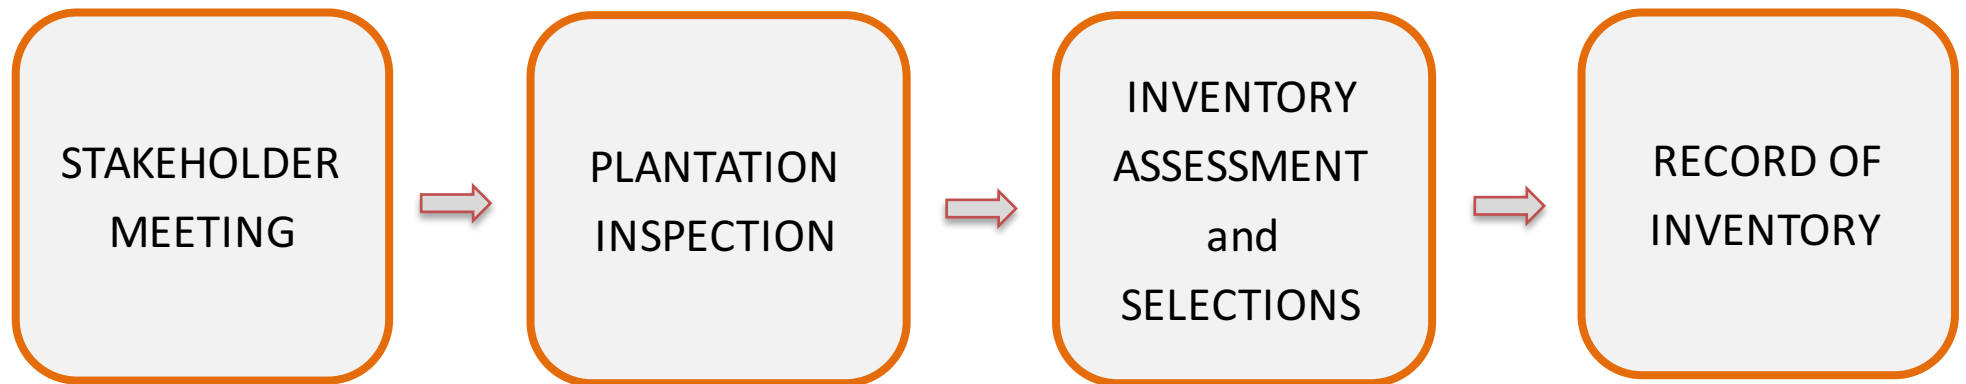 STAKEHOLDER
MEETING
PLANTATION
INSPECTION
INVENTORY
ASSESSMENT
and
SELECTIONS
RECORD OF
INVENTORY